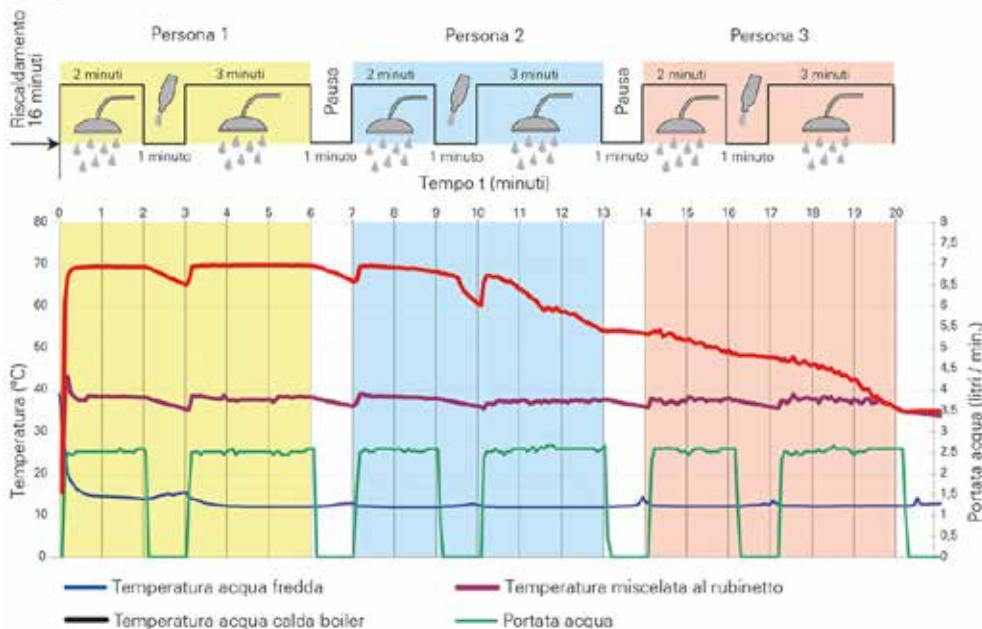 Persona 1 Persona 2 Persona 3
Riscaldamento
16 minuti
2 minuti 3 minuti Pausa 2 minuti 3 minuti Pausa 2 minuti 3 minuti
1 minuto 1 minuto 1 minuto 1 minuto 1 minuto
Tempo t (minuti)
0 1 2 3 4 5 6 7 8 9 10 11 12 13 14 15 16 17 18 19 20
Temperatura (°C)
80
70
60
50
40
30
20
10
0
Portata acqua (litri / min.)
8
7,5
7
6,5
6
5,5
5
4,5
4
3,5
3
2,5
2
1,5
1
0,5
0
Temperatura acqua fredda Temperature miscelata al rubinetto
Temperatura acqua calda boiler Portata acqua